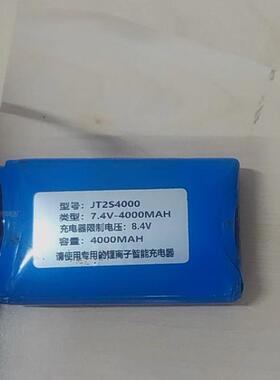 型号: JT2S4000
类型: 7.4V-4000MAH
充电器限制电压: 8.4V
容量: 4000MAH
请使用专用的锂离子智能充电器